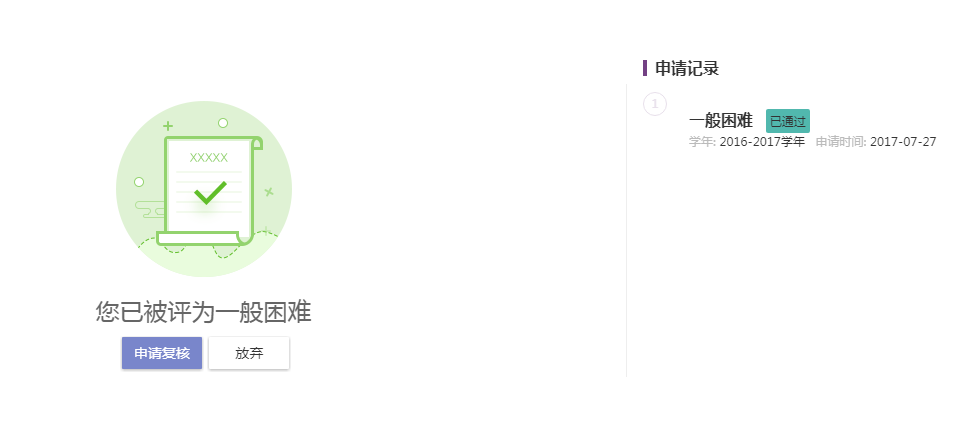 XXXXX
您已被评为一般困难
申请复核
放弃
申请记录
1
一般困难 已通过
学年: 2016-2017学年 申请时间: 2017-07-27